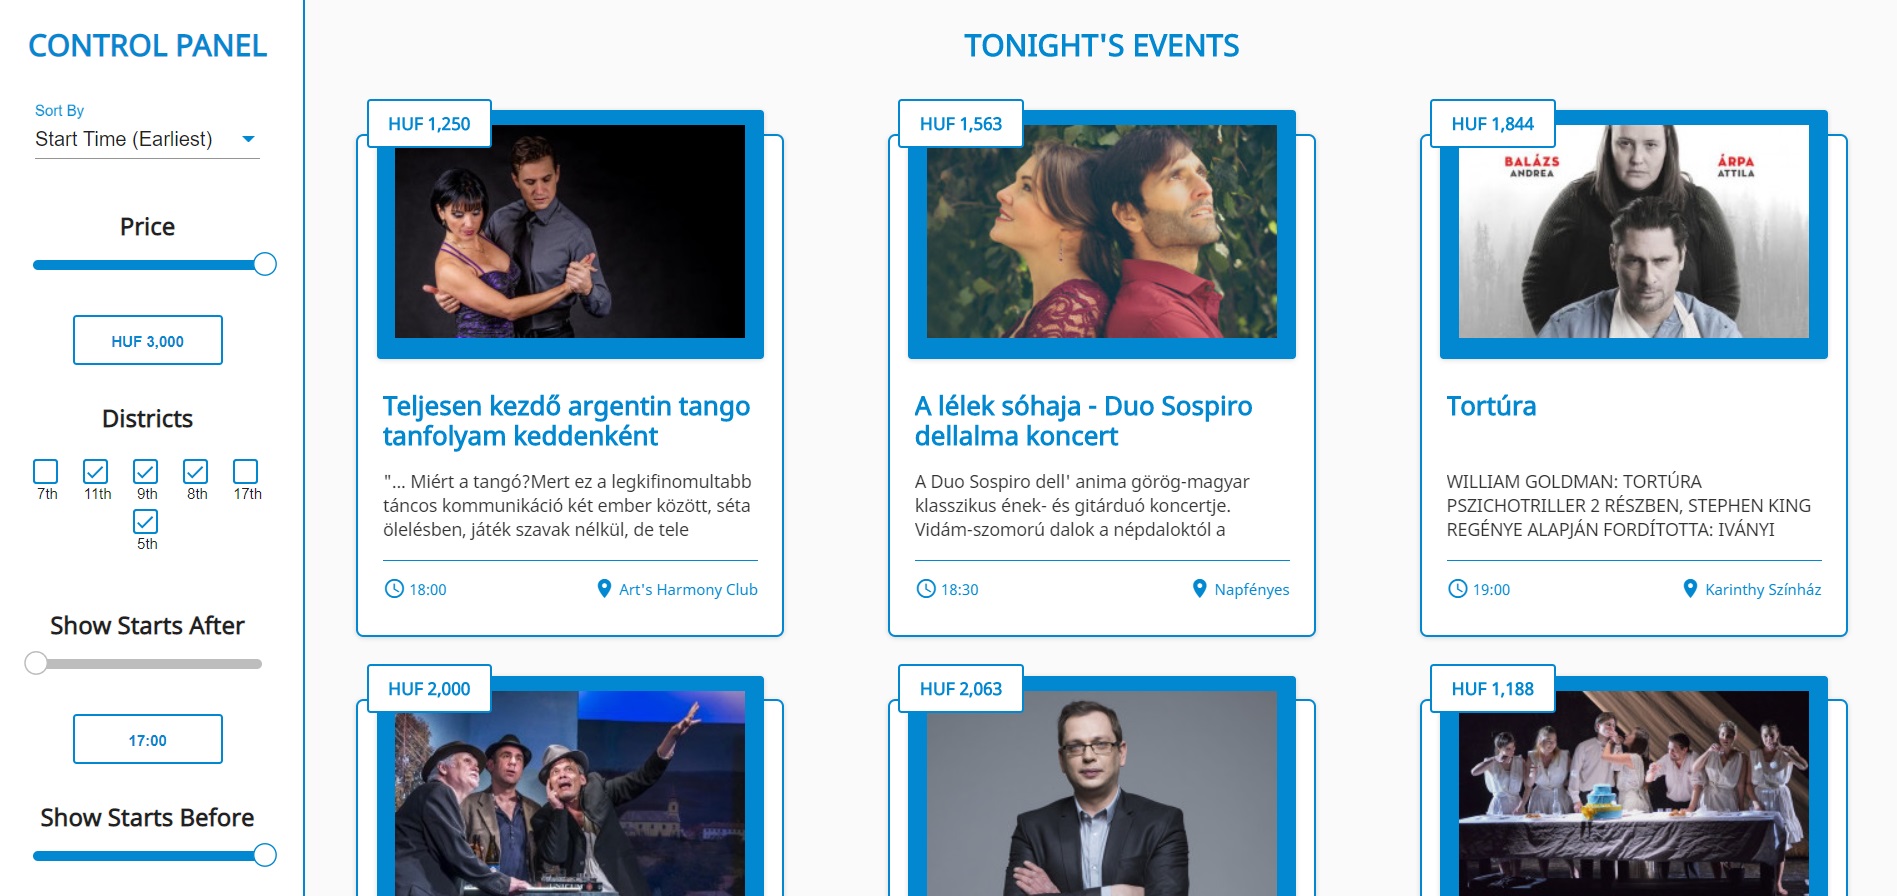 CONTROL PANEL
Sort By
Start Time (Earliest)
Price
HUF 3,000
Districts
7th 11th 9th 8th 17th
5th
Show Starts After
17:00
Show Starts Before
TONIGHT'S EVENTS
HUF 1,250
Teljesen kezdő argentin tango
tanfolyam keddenként
"... Miért a tangó?Mert ez a legkifinomultabb
táncos kommunikáció két ember között, séta
ölelésben, játék szavak nélkül, de tele
18:00 Art's Harmony Club
HUF 1,563
A lélek sóhaja - Duo Sospiro
dellalma koncert
A Duo Sospiro dell' anima görög-magyar
klasszikus ének- és gitárduó koncertje.
Vidám-szomorú dalok a népdaloktól a
18:30 Napfényes
HUF 1,844
BALÁZS ÁRPA
ANDREA ATTILA
Tortúra
WILLIAM GOLDMAN: TORTÚRA
PSZICHOTRILLER 2 RÉSZBEN, STEPHEN KING
REGÉNYE ALAPJÁN FORDÍTOTTA: IVÁNYI
19:00 Karinthy Színház
HUF 2,000
HUF 2,063
HUF 1,188